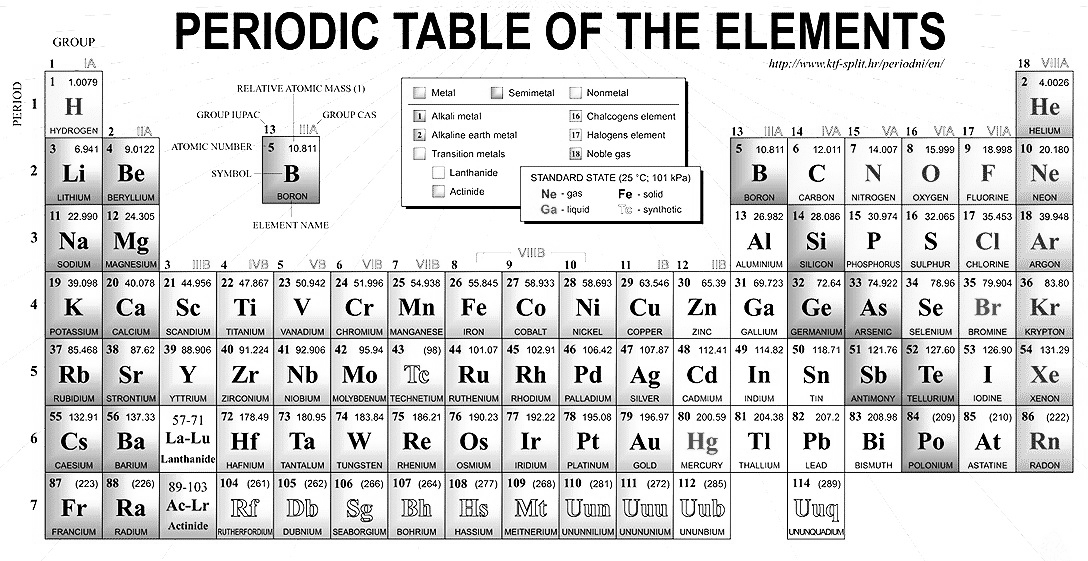 PERIODIC TABLE OF THE ELEMENTS
http://www.ktf-split.hr/periodni/en/
GROUP
PERIOD
1 IA
18 VIIIA
1
1 1.0079
H
HYDROGEN
2 4.0026
He
HELIUM
RELATIVE ATOMIC MASS (1)
GROUP IUPAC
GROUP CAS
13 IIIA
ATOMIC NUMBER
5 10.811
SYMBOL
B
BORON
ELEMENT NAME
Metal
Semimetal
Nonmetal
1 Alkali metal
16 Chalcogens element
2 Alkaline earth metal
17 Halogens element
Transition metals
18 Noble gas
Lanthanide
Actinide
STANDARD STATE (25 °C; 101 kPa)
Ne - gas Fe - solid
Ga - liquid Tc - synthetic
2 IIA
13 IIIA 14 IVA 15 VA 16 VIA 17 VIIA
2
3 6.941 4 9.0122 5 10.811 6 12.011 7 14.007 8 15.999 9 18.998 10 20.180
Li Be B C N O F Ne
LITHIUM BERYLLIUM BORON CARBON NITROGEN OXYGEN FLUORINE NEON
3
11 22.990 12 24.305 13 26.982 14 28.086 15 30.974 16 32.065 17 35.453 18 39.948
Na Mg Al Si P S Cl Ar
SODIUM MAGNESIUM ALUMINIUM SILICON PHOSPHORUS SULPHUR CHLORINE ARGON
VIIIB
3 IIIB 4 IVB 5 VB 6 VIB 7 VIIB 8 9 10 11 IB 12 IIB
4
19 39.098 20 40.078 21 44.956 22 47.867 23 50.942 24 51.996 25 54.938 26 55.845 27 58.933 28 58.693 29 63.546 30 65.39 31 69.723 32 72.64 33 74.922 34 78.96 35 79.904 36 83.80
K Ca Sc Ti V Cr Mn Fe Co Ni Cu Zn Ga Ge As Se Br Kr
POTASSIUM CALCIUM SCANDIUM TITANIUM VANADIUM CHROMIUM MANGANESE IRON COBALT NICKEL COPPER ZINC GALLIUM GERMANIUM ARSENIC SELENIUM BROMINE KRYPTON
5
37 85.468 38 87.62 39 88.906 40 91.224 41 92.906 42 95.94 43 (98) 44 101.07 45 102.91 46 106.42 47 107.87 48 112.41 49 114.82 50 118.71 51 121.76 52 127.60 53 126.90 54 131.29
Rb Sr Y Zr Nb Mo Tc Ru Rh Pd Ag Cd In Sn Sb Te I Xe
RUBIDIUM STRONTIUM YTTRIUM ZIRCONIUM NIOBIUM MOLYBDENUM TECHNETIUM RUTHENIUM RHODIUM PALLADIUM SILVER CADMIUM INDIUM TIN ANTIMONY TELLURIUM IODINE XENON
6
55 132.91 56 137.33 57-71 72 178.49 73 180.95 74 183.84 75 186.21 76 190.23 77 192.22 78 195.08 79 196.97 80 200.59 81 204.38 82 207.2 83 208.98 84 (209) 85 (210) 86 (222)
Cs Ba La-Lu Hf Ta W Re Os Ir Pt Au Hg Tl Pb Bi Po At Rn
CAESIUM BARIUM Lanthanide HAFNIUM TANTALUM TUNGSTEN RHENIUM OSMIUM IRIDIUM PLATINUM GOLD MERCURY THALLIUM LEAD BISMUTH POLONIUM ASTATINE RADON
7
87 (223) 88 (226) 89-103 104 (261) 105 (262) 106 (266) 107 (264) 108 (277) 109 (268) 110 (281) 111 (272) 112 (285) 114 (289)
Fr Ra Ac-Lr Rf Db Sg Bh Hs Mt Uun Uuu Uub Uuq
FRANCIUM RADIUM Actinide RUTHERFORDIUM DUBNIUM SEABORGIUM BOHRIUM HASSIUM MEITNERIUM UNUNNILIUM UNUNUNIUM UNUNBIUM UNUNQUADIUM